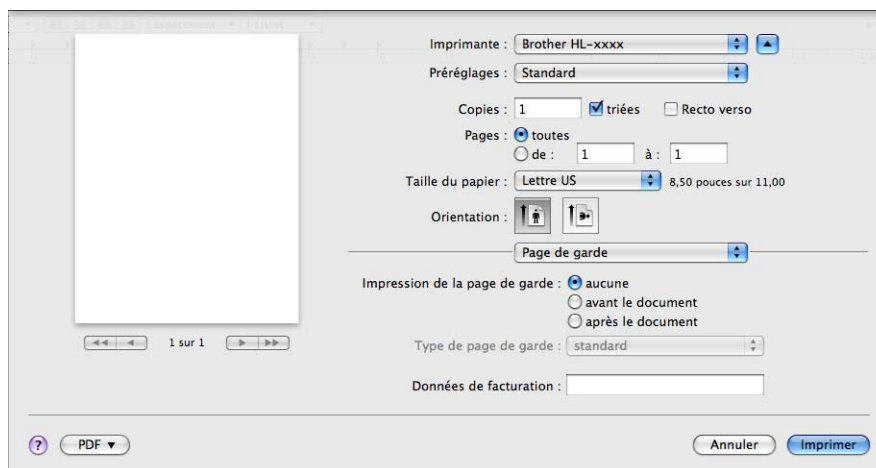 Imprimante : Brother HL-xxxx
Préréglages : Standard
Copies : 1 triées Recto verso
Pages : toutes
de : 1 à : 1
Taille du papier : Lettre US 8,50 pouces sur 11,00
Orientation :
Page de garde
Impression de la page de garde : aucune
avant le document
après le document
1 sur 1
Type de page de garde : standard
Données de facturation :
? PDF Annuler Imprimer